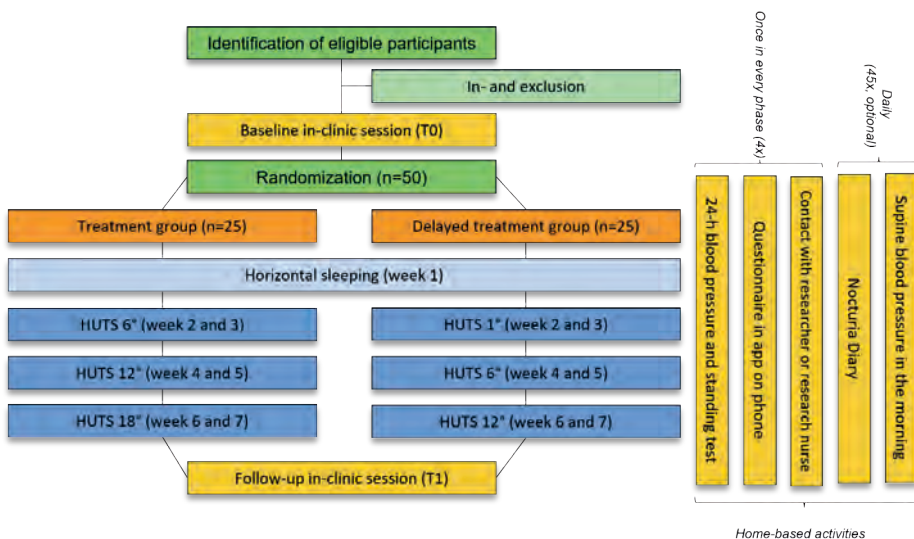 Identification of eligible participants
In- and exclusion
Baseline in-clinic session (T0)
Randomization (n=50)
Treatment group (n=25)
Delayed treatment group (n=25)
Horizontal sleeping (week 1)
HUTS 6° (week 2 and 3)
HUTS 1° (week 2 and 3)
HUTS 12° (week 4 and 5)
HUTS 6° (week 4 and 5)
HUTS 18° (week 6 and 7)
HUTS 12° (week 6 and 7)
Follow-up in-clinic session (T1)
Once in every phase (4x)
Daily
(45x, optional)
24-h blood pressure and standing test
Questionnaire in app on phone
Contact with researcher or research nurse
Nocturia Diary
Supine blood pressure in the morning
Home-based activities